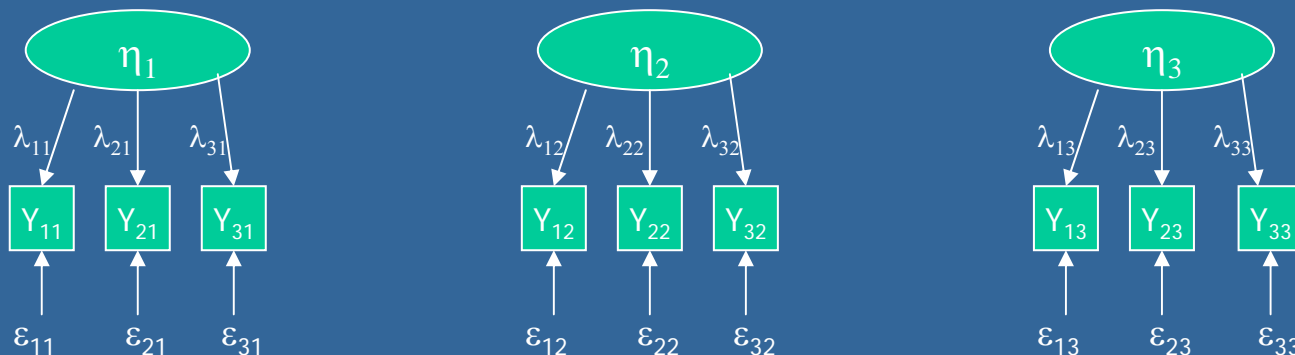 η₁ η₂ η₃
λ₁₁ λ₂₁ λ₃₁ λ₁₂ λ₂₂ λ₃₂ λ₁₃ λ₂₃ λ₃₃
Y₁₁ Y₂₁ Y₃₁ Y₁₂ Y₂₂ Y₃₂ Y₁₃ Y₂₃ Y₃₃
ε₁₁ ε₂₁ ε₃₁ ε₁₂ ε₂₂ ε₃₂ ε₁₃ ε₂₃ ε₃₃